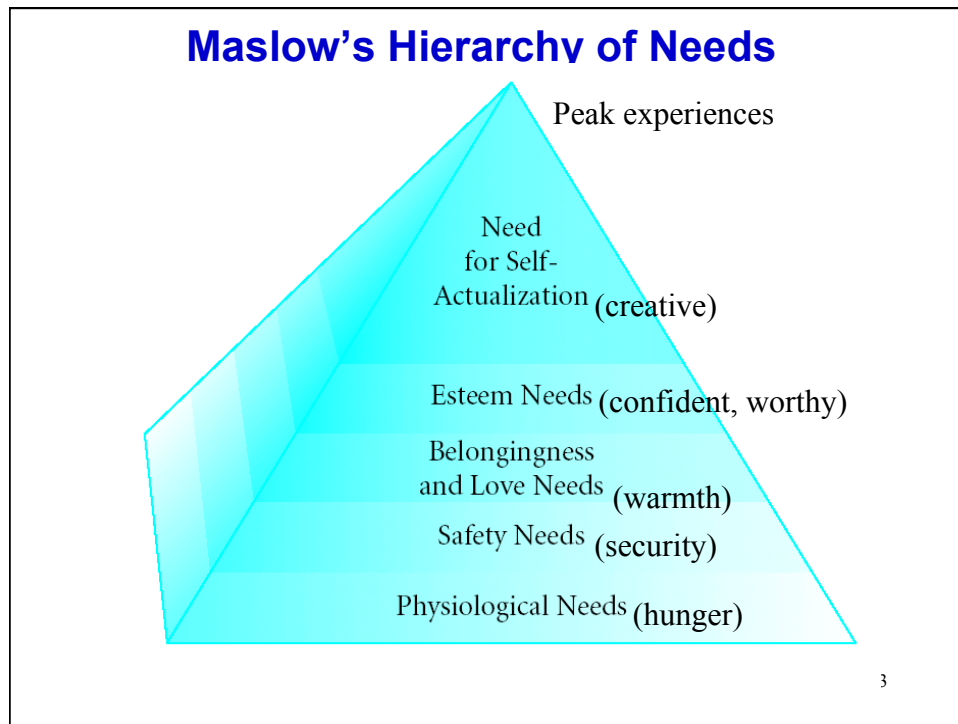 Maslow's Hierarchy of Needs
Peak experiences
Need
for Self-
Actualization (creative)
Esteem Needs (confident, worthy)
Belongingness
and Love Needs (warmth)
Safety Needs (security)
Physiological Needs (hunger)
3